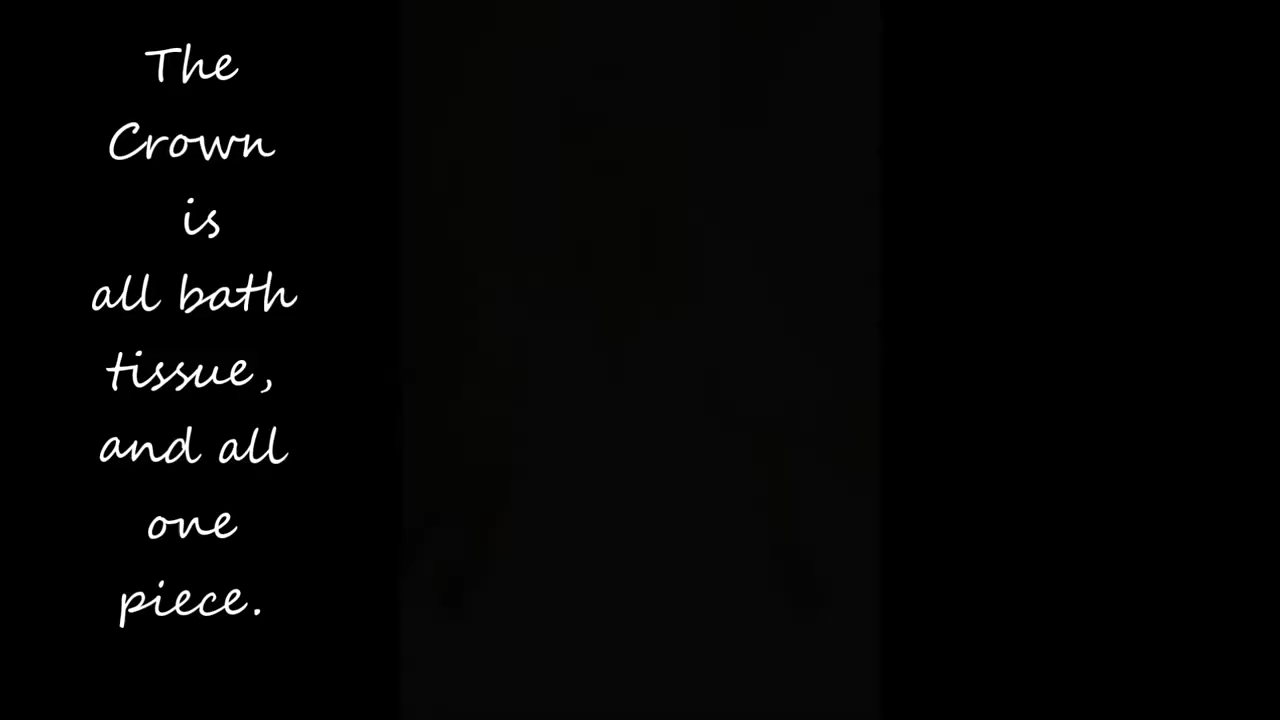 The
Crown
is
all bath
tissue,
and all
one
piece.